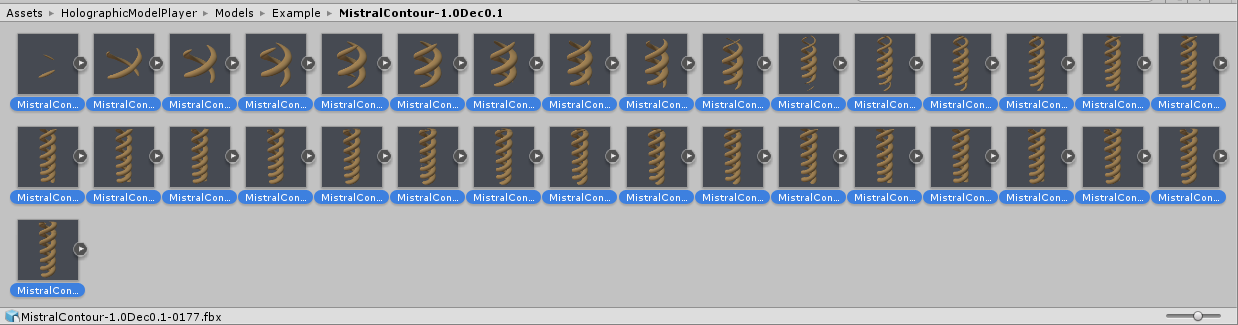 Assets ▸ HolographicModelPlayer ▸ Models ▸ Example ▸ MistralContour-1.0Dec0.1
MistralCon... MistralCon... MistralCon... MistralCon... MistralCon... MistralCon... MistralCon... MistralCon... MistralCon... MistralCon... MistralCon... MistralCon... MistralCon... MistralCon... MistralCon... MistralCon...
MistralCon... MistralCon... MistralCon... MistralCon... MistralCon... MistralCon... MistralCon... MistralCon... MistralCon... MistralCon... MistralCon... MistralCon... MistralCon... MistralCon... MistralCon... MistralCon...
MistralCon...
MistralContour-1.0Dec0.1-0177.fbx